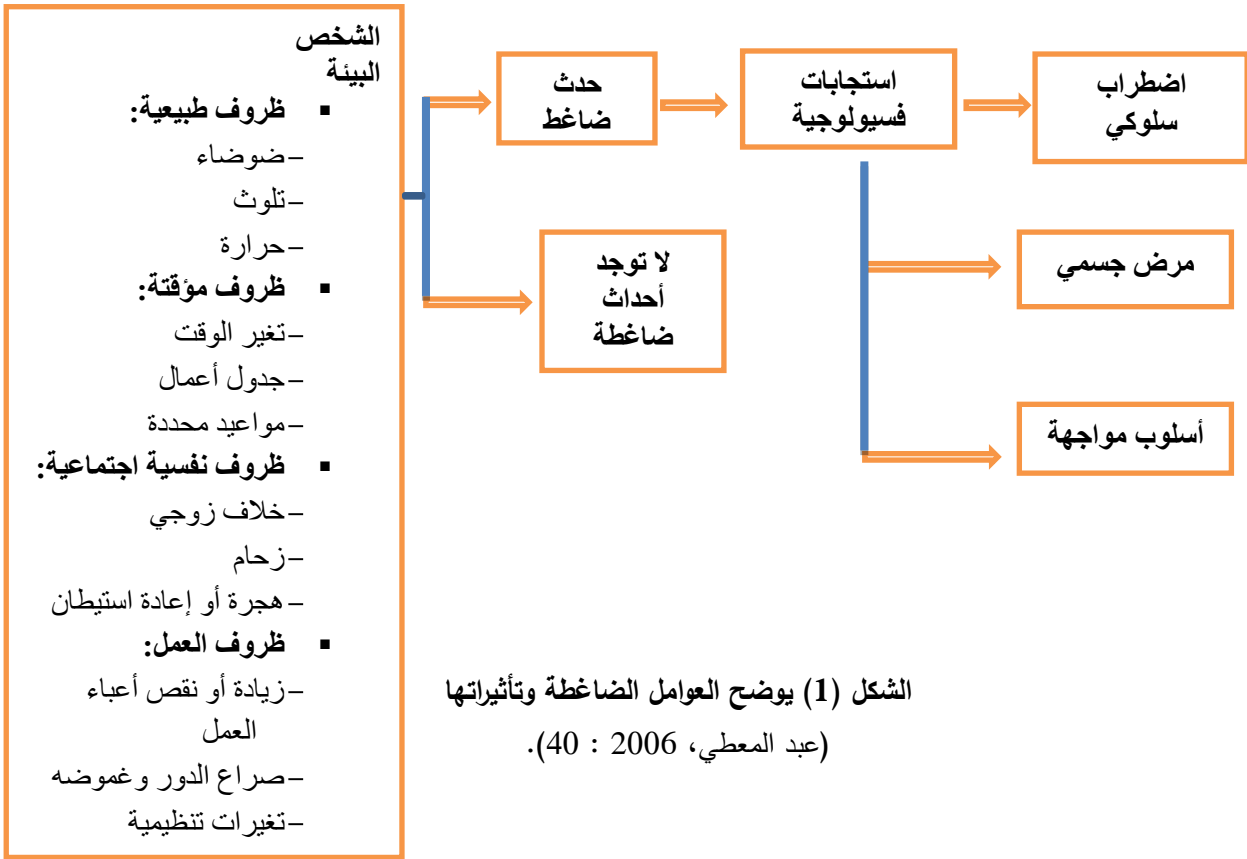 الشخص
البيئة
▪ ظروف طبيعية:
–ضوضاء
–تلوث
–حرارة
▪ ظروف مؤقتة:
–تغير الوقت
–جدول أعمال
–مواعيد محددة
▪ ظروف نفسية اجتماعية:
–خلاف زوجي
–زحام
–هجرة أو إعادة استيطان
▪ ظروف العمل:
–زيادة أو نقص أعباء
العمل
–صراع الدور وغموضه
–تغيرات تنظيمية
حدث
ضاغط
لا توجد
أحداث
ضاغطة
استجابات
فسيولوجية
اضطراب
سلوكي
مرض جسمي
أسلوب مواجهة
الشكل (1) يوضح العوامل الضاغطة وتأثيراتها
(عبد المعطي، 2006 : 40).